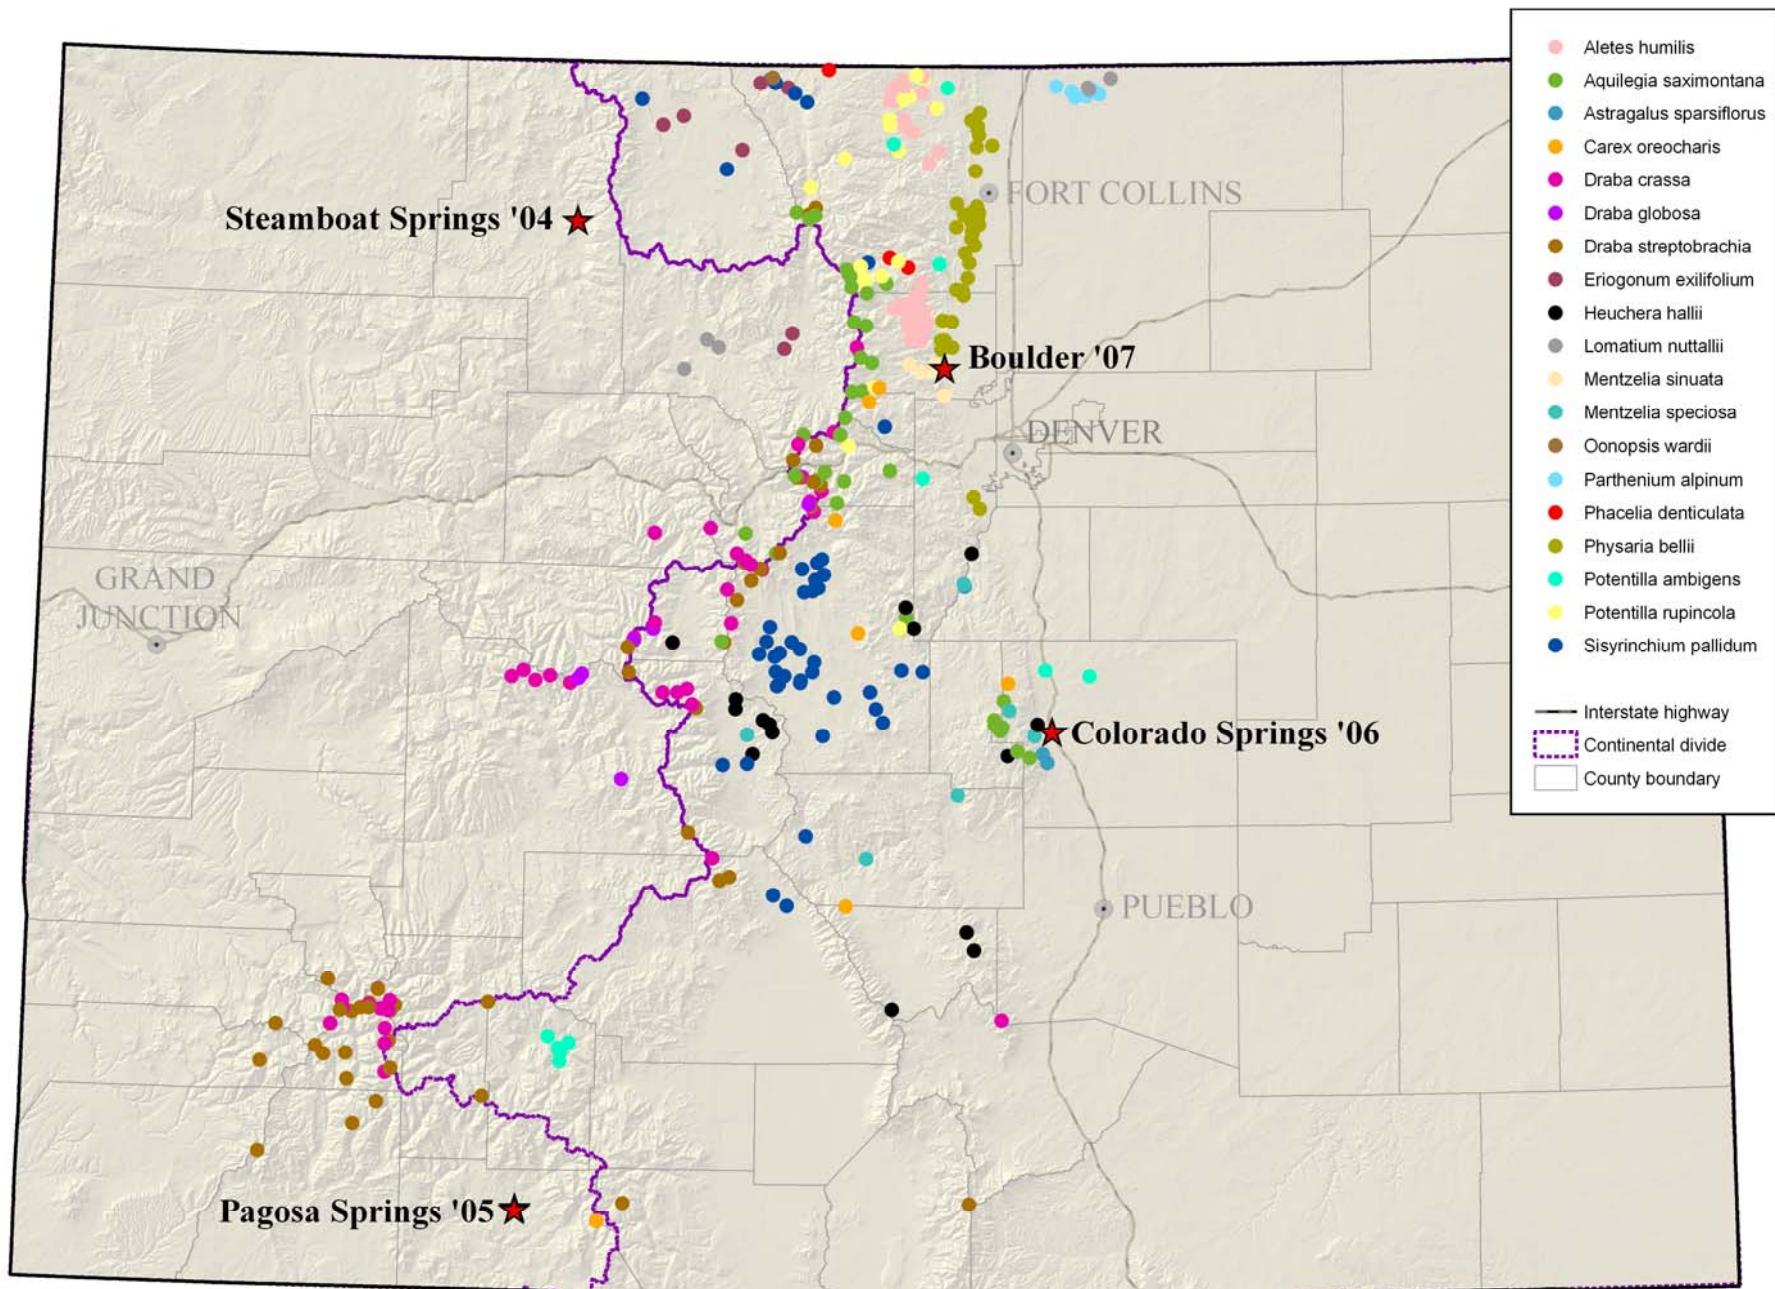 Steamboat Springs '04
FORT COLLINS
Boulder '07
DENVER
GRAND
JUNCTION
Colorado Springs '06
PUEBLO
Pagosa Springs '05
Aletes humilis
Aquilegia saximontana
Astragalus sparsiflorus
Carex oreocharis
Draba crassa
Draba globosa
Draba streptobrachia
Eriogonum exilifolium
Heuchera hallii
Lomatium nuttallii
Mentzelia sinuata
Mentzelia speciosa
Oonopsis wardii
Parthenium alpinum
Phacelia denticulata
Physaria bellii
Potentilla ambigens
Potentilla rupincola
Sisyrinchium pallidum
Interstate highway
Continental divide
County boundary